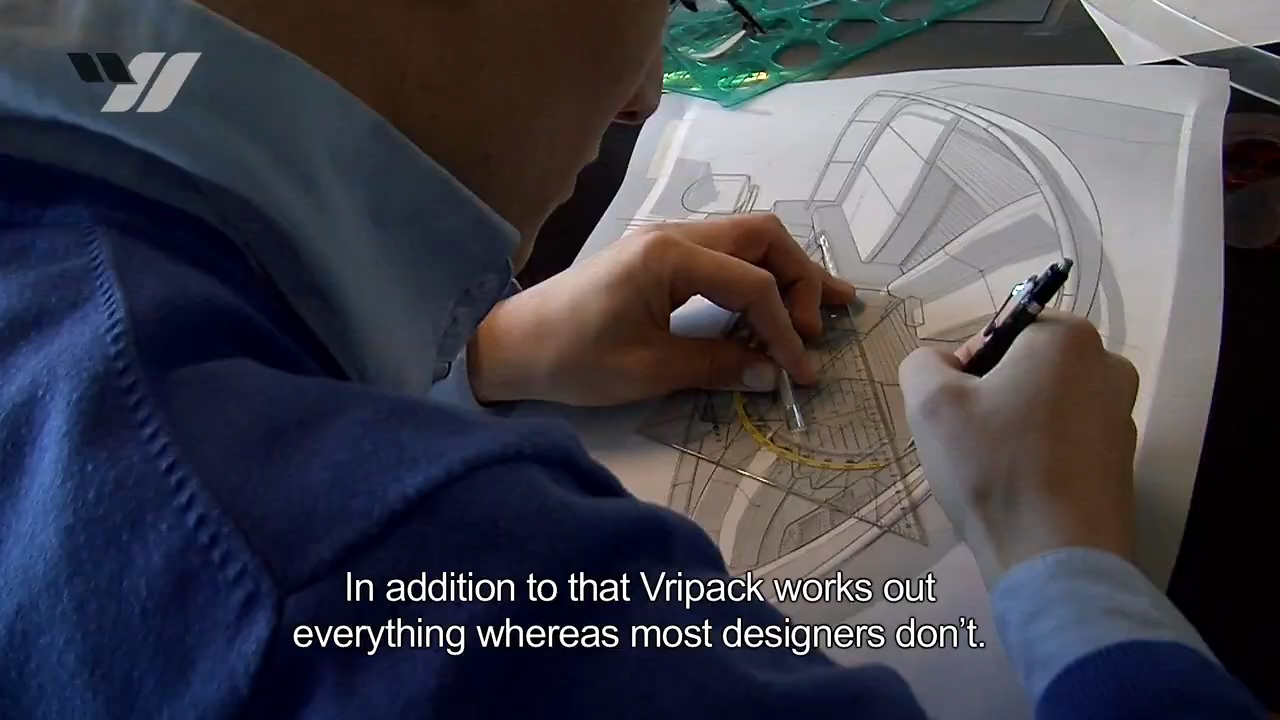 In addition to that Vripack works out
everything whereas most designers don't.